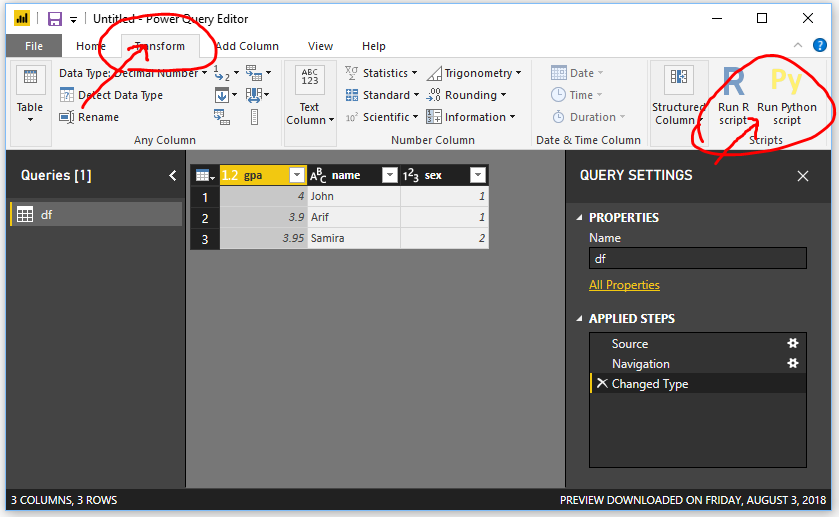 Untitled - Power Query Editor
File Home Transform Add Column View Help
Table
Data Type: Decimal Number
Detect Data Type
Rename
1
2
Any Column
ABC
123
Text
Column
Statistics
Standard
Scientific
10²
Trigonometry
Rounding
.00
Information
Number Column
Date
Time
Duration
Date & Time Column
Structured
Column
R
Run R
script
Py
Run Python
script
Scripts
Queries [1]
df
1.2 gpa ABC name 123 sex
1 4 John 1
2 3.9 Arif 1
3 3.95 Samira 2
QUERY SETTINGS
PROPERTIES
Name
df
All Properties
APPLIED STEPS
Source
Navigation
Changed Type
3 COLUMNS, 3 ROWS
PREVIEW DOWNLOADED ON FRIDAY, AUGUST 3, 2018